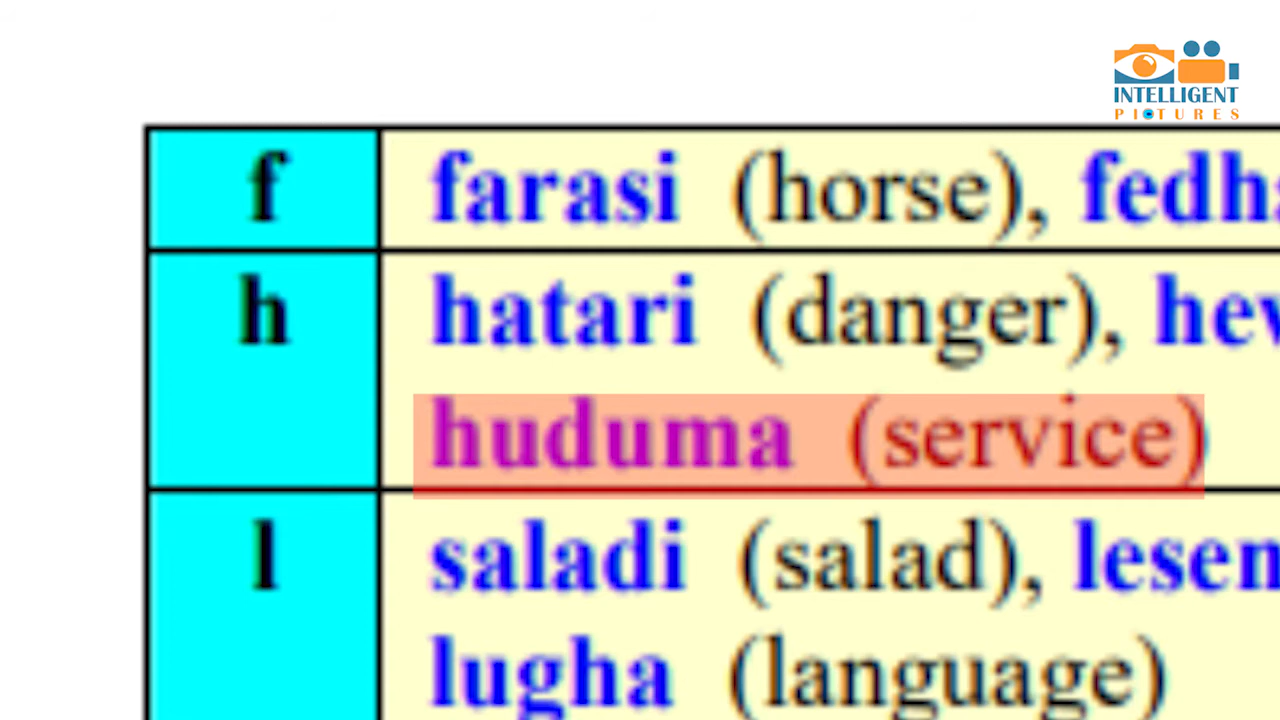 INTELLIGENT
PICTURES
f farasi (horse),
h hatari (danger),
huduma (service)
l saladi (salad),
lugha (language)